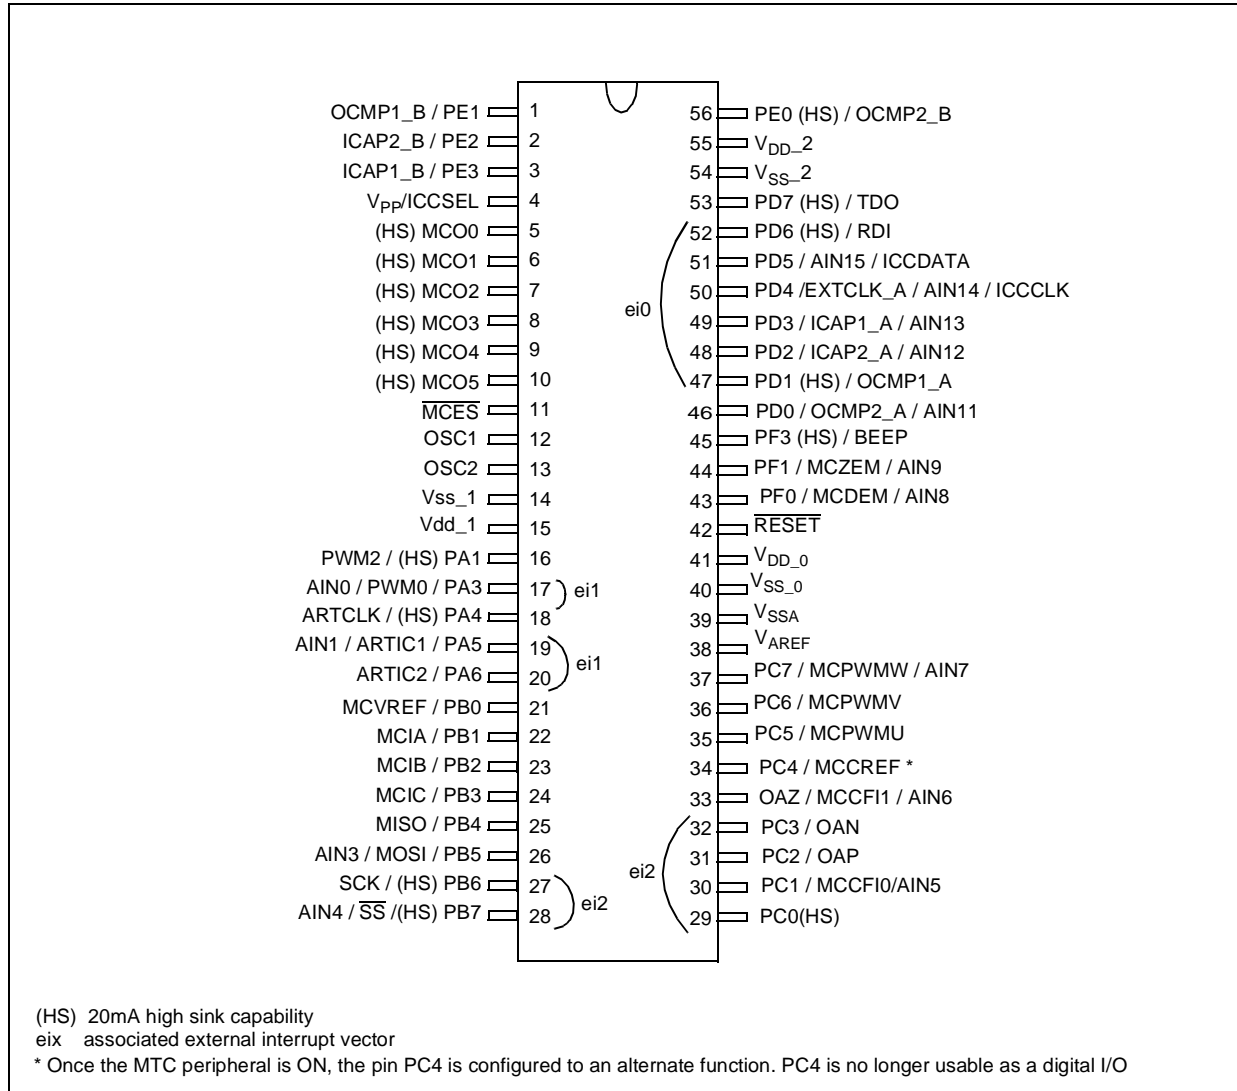 OCMP1_B / PE1 1
ICAP2_B / PE2 2
ICAP1_B / PE3 3
VPP/ICCSEL 4
(HS) MCO0 5
(HS) MCO1 6
(HS) MCO2 7
(HS) MCO3 8
(HS) MCO4 9
(HS) MCO5 10
MCES 11
OSC1 12
OSC2 13
Vss_1 14
Vdd_1 15
PWM2 / (HS) PA1 16
AIN0 / PWM0 / PA3 17
ei1
ARTCLK / (HS) PA4 18
AIN1 / ARTIC1 / PA5 19
ei1
ARTIC2 / PA6 20
MCVREF / PB0 21
MCIA / PB1 22
MCIB / PB2 23
MCIC / PB3 24
MISO / PB4 25
AIN3 / MOSI / PB5 26
SCK / (HS) PB6 27
ei2
AIN4 / SS /(HS) PB7 28
56 PE0 (HS) / OCMP2_B
55 VDD_2
54 VSS_2
53 PD7 (HS) / TDO
52 PD6 (HS) / RDI
51 PD5 / AIN15 / ICCDATA
50 PD4 /EXTCLK_A / AIN14 / ICCCLK
ei0
49 PD3 / ICAP1_A / AIN13
48 PD2 / ICAP2_A / AIN12
47 PD1 (HS) / OCMP1_A
46 PD0 / OCMP2_A / AIN11
45 PF3 (HS) / BEEP
44 PF1 / MCZEM / AIN9
43 PF0 / MCDEM / AIN8
42 RESET
41 VDD_0
40 VSS_0
39 VSSA
38 VAREF
37 PC7 / MCPWMW / AIN7
36 PC6 / MCPWMV
35 PC5 / MCPWMU
34 PC4 / MCCREF *
33 OAZ / MCCFI1 / AIN6
32 PC3 / OAN
31 PC2 / OAP
ei2
30 PC1 / MCCFI0/AIN5
29 PC0(HS)
(HS) 20mA high sink capability
eix associated external interrupt vector
* Once the MTC peripheral is ON, the pin PC4 is configured to an alternate function. PC4 is no longer usable as a digital I/O